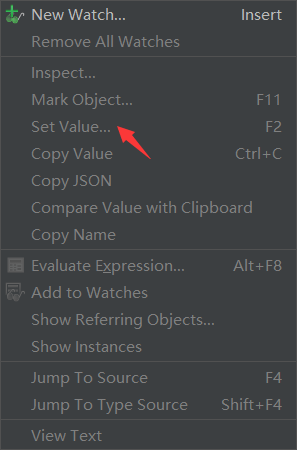 New Watch... Insert
Remove All Watches
Inspect...
Mark Object... F11
Set Value... F2
Copy Value Ctrl+C
Copy JSON
Compare Value with Clipboard
Copy Name
Evaluate Expression... Alt+F8
Add to Watches
Show Referring Objects...
Show Instances
Jump To Source F4
Jump To Type Source Shift+F4
View Text